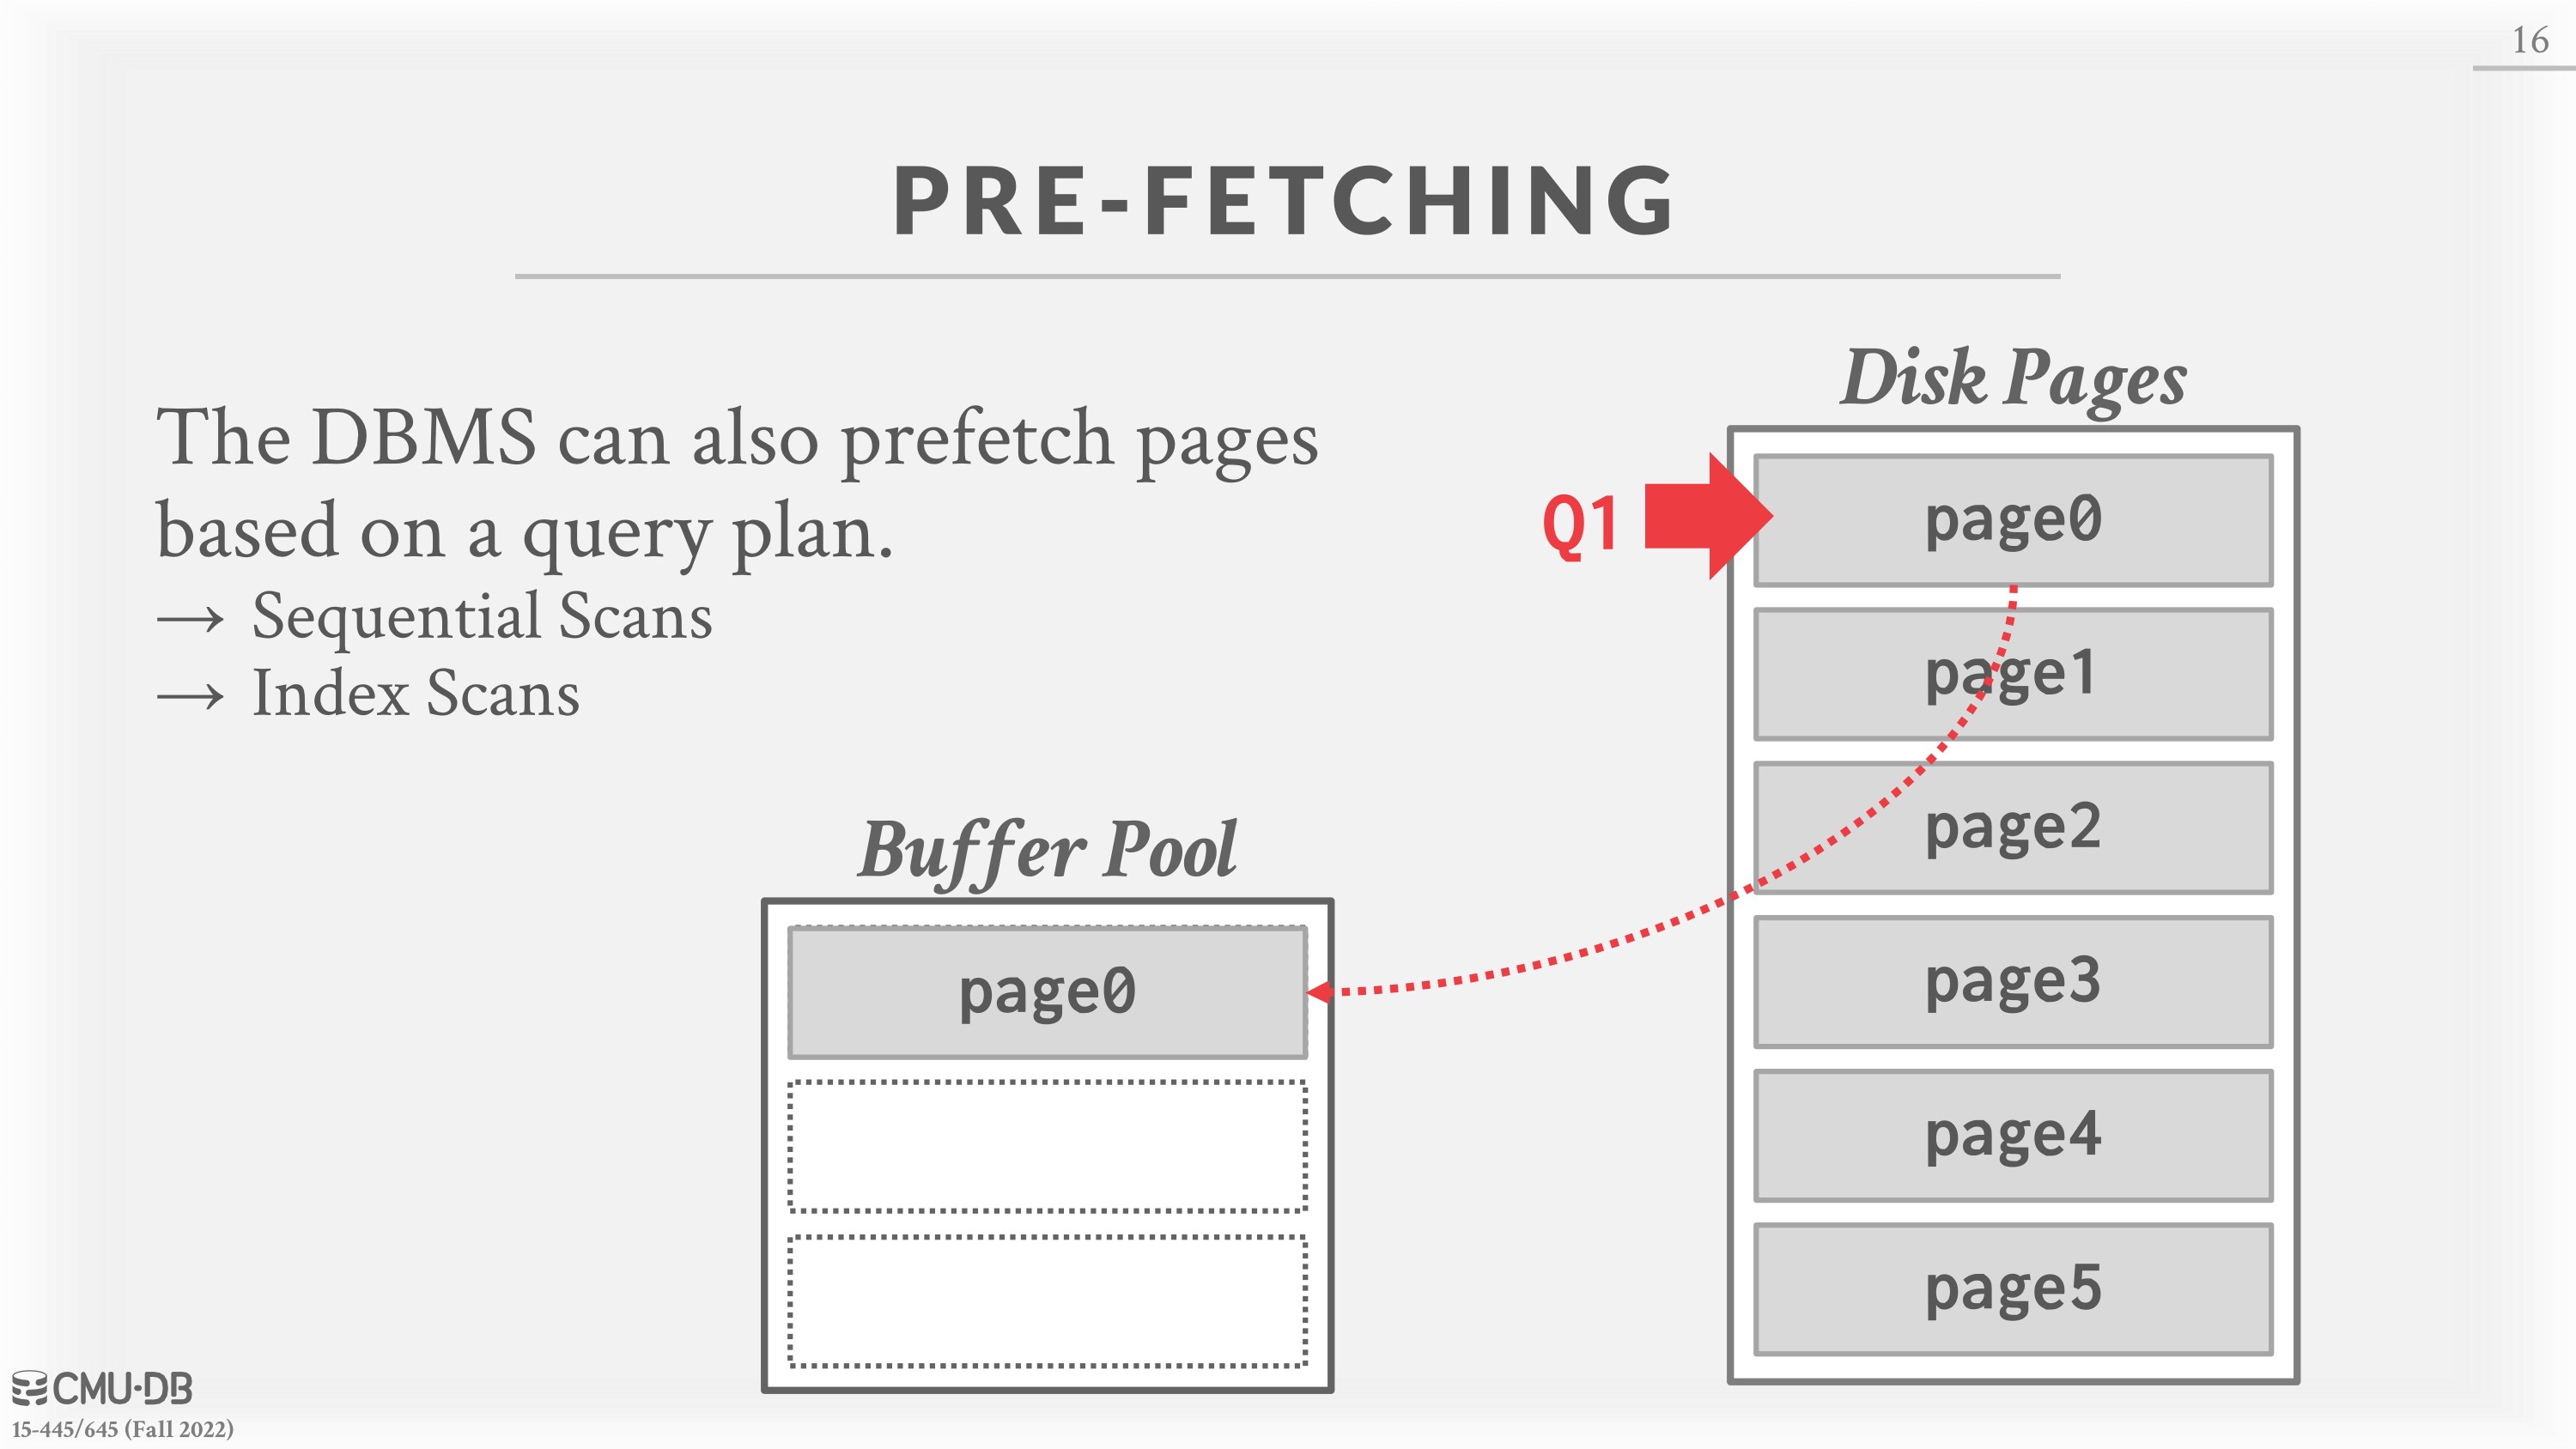 16
PRE-FETCHING
The DBMS can also prefetch pages
based on a query plan.
→ Sequential Scans
→ Index Scans
Disk Pages
Q1
page0
page1
page2
page3
page4
page5
Buffer Pool
page0
CMU·DB
15-445/645 (Fall 2022)